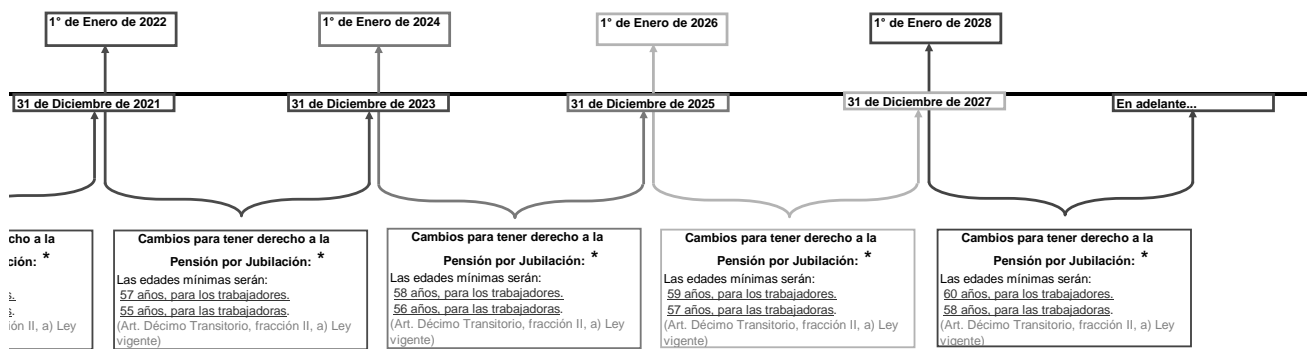 1° de Enero de 2022
1° de Enero de 2024
1° de Enero de 2026
1° de Enero de 2028
31 de Diciembre de 2021
31 de Diciembre de 2023
31 de Diciembre de 2025
31 de Diciembre de 2027
En adelante...
cho a la
ción: *
s.
s.
ón II, a) Ley
Cambios para tener derecho a la
Pensión por Jubilación: *
Las edades mínimas serán:
57 años, para los trabajadores.
55 años, para las trabajadoras.
(Art. Décimo Transitorio, fracción II, a) Ley
vigente)
Cambios para tener derecho a la
Pensión por Jubilación: *
Las edades mínimas serán:
58 años, para los trabajadores.
56 años, para las trabajadoras.
(Art. Décimo Transitorio, fracción II, a) Ley
vigente)
Cambios para tener derecho a la
Pensión por Jubilación: *
Las edades mínimas serán:
59 años, para los trabajadores.
57 años, para las trabajadoras.
(Art. Décimo Transitorio, fracción II, a) Ley
vigente)
Cambios para tener derecho a la
Pensión por Jubilación: *
Las edades mínimas serán:
60 años, para los trabajadores.
58 años, para las trabajadoras.
(Art. Décimo Transitorio, fracción II, a) Ley
vigente)